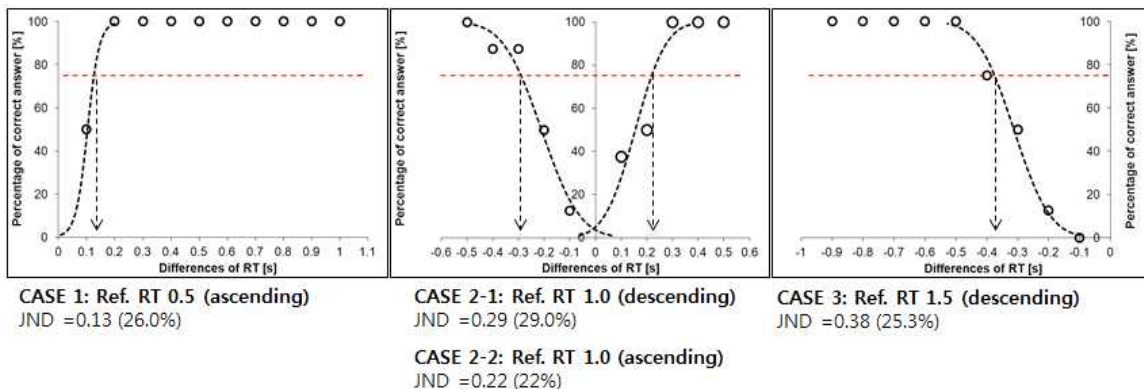 Percentage of correct answer [%]
100
80
60
40
20
0
0 0.1 0.2 0.3 0.4 0.5 0.6 0.7 0.8 0.9 1 1.1
Differences of RT [s]
CASE 1: Ref. RT 0.5 (ascending)
JND =0.13 (26.0%)
Percentage of correct answer [%]
100
80
60
40
20
0
-0.6 -0.5 -0.4 -0.3 -0.2 -0.1 0 0.1 0.2 0.3 0.4 0.5 0.6
Differences of RT [s]
CASE 2-1: Ref. RT 1.0 (descending)
JND =0.29 (29.0%)
CASE 2-2: Ref. RT 1.0 (ascending)
JND =0.22 (22%)
100
80
60
40
20
0
Percentage of correct answer [%]
-1 -0.9 -0.8 -0.7 -0.6 -0.5 -0.4 -0.3 -0.2 -0.1 0
Differences of RT [s]
CASE 3: Ref. RT 1.5 (descending)
JND =0.38 (25.3%)